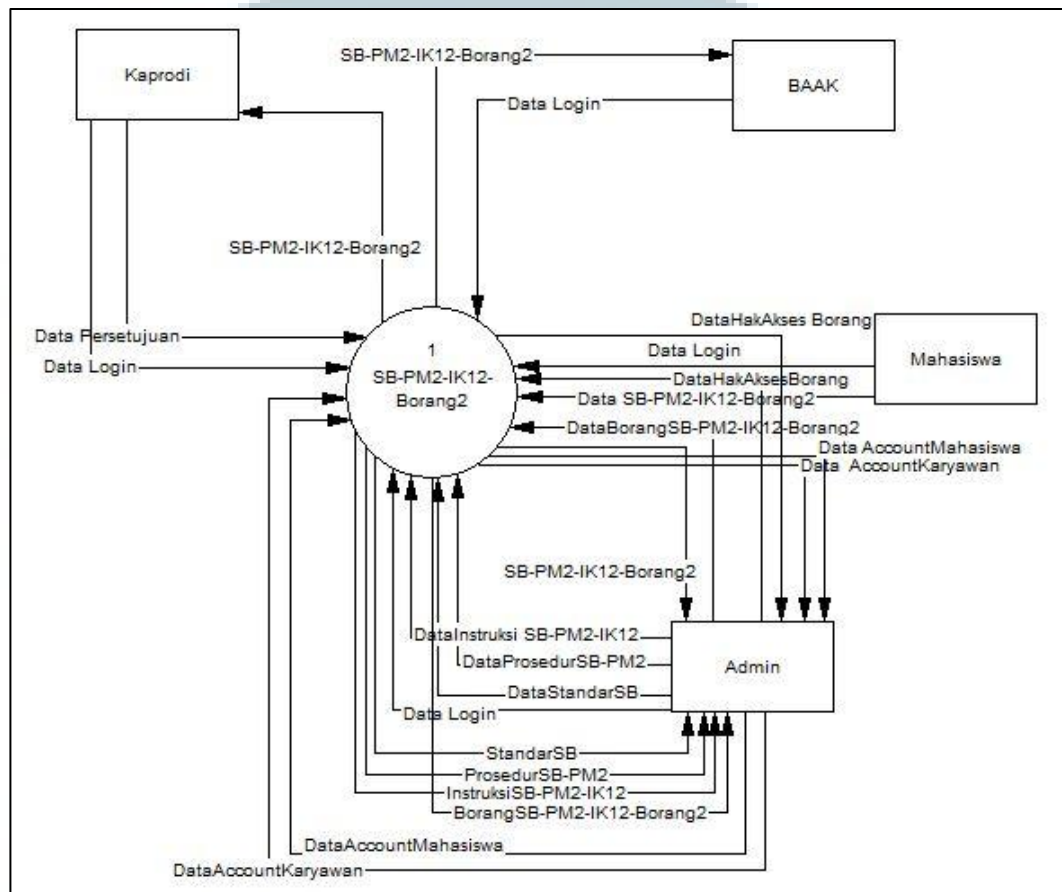 SB-PM2-IK12-Borang2
Kaprodi
BAAK
Data Login
SB-PM2-IK12-Borang2
DataHakAkses Borang
Data Persetujuan
1
SB-PM2-IK12-
Borang2
Data Login
Mahasiswa
Data Login
DataHakAksesBorang
Data SB-PM2-IK12-Borang2
DataBorangSB-PM2-IK12-Borang2
Data AccountMahasiswa
Data AccountKaryawan
SB-PM2-IK12-Borang2
DataInstruksi SB-PM2-IK12
DataProsedurSB-PM2
Admin
DataStandarSB
Data Login
StandarSB
ProsedurSB-PM2
InstruksiSB-PM2-IK12
BorangSB-PM2-IK12-Borang2
DataAccountMahasiswa
DataAccountKaryawan